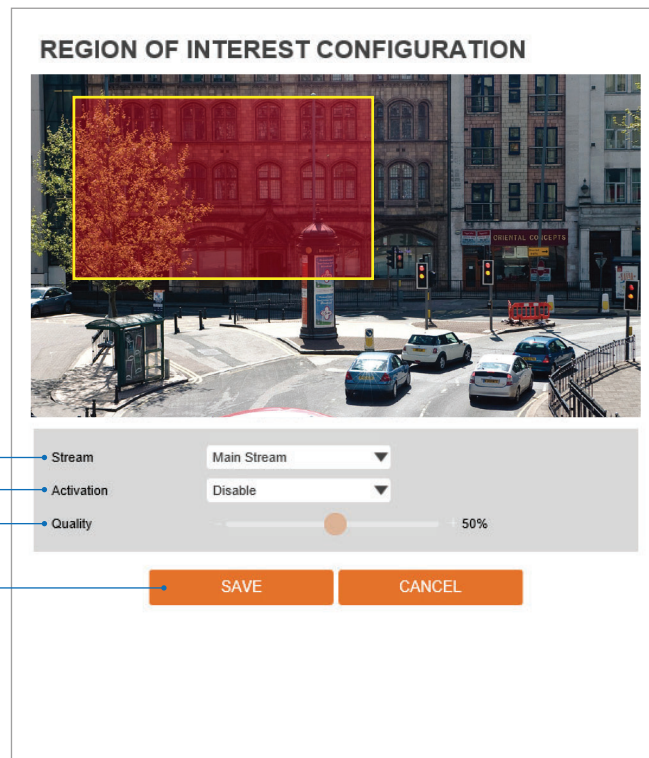 REGION OF INTEREST CONFIGURATION
ORIENTAL CONCEPTS
Stream Main Stream
Activation Disable
Quality - + 50%
SAVE CANCEL